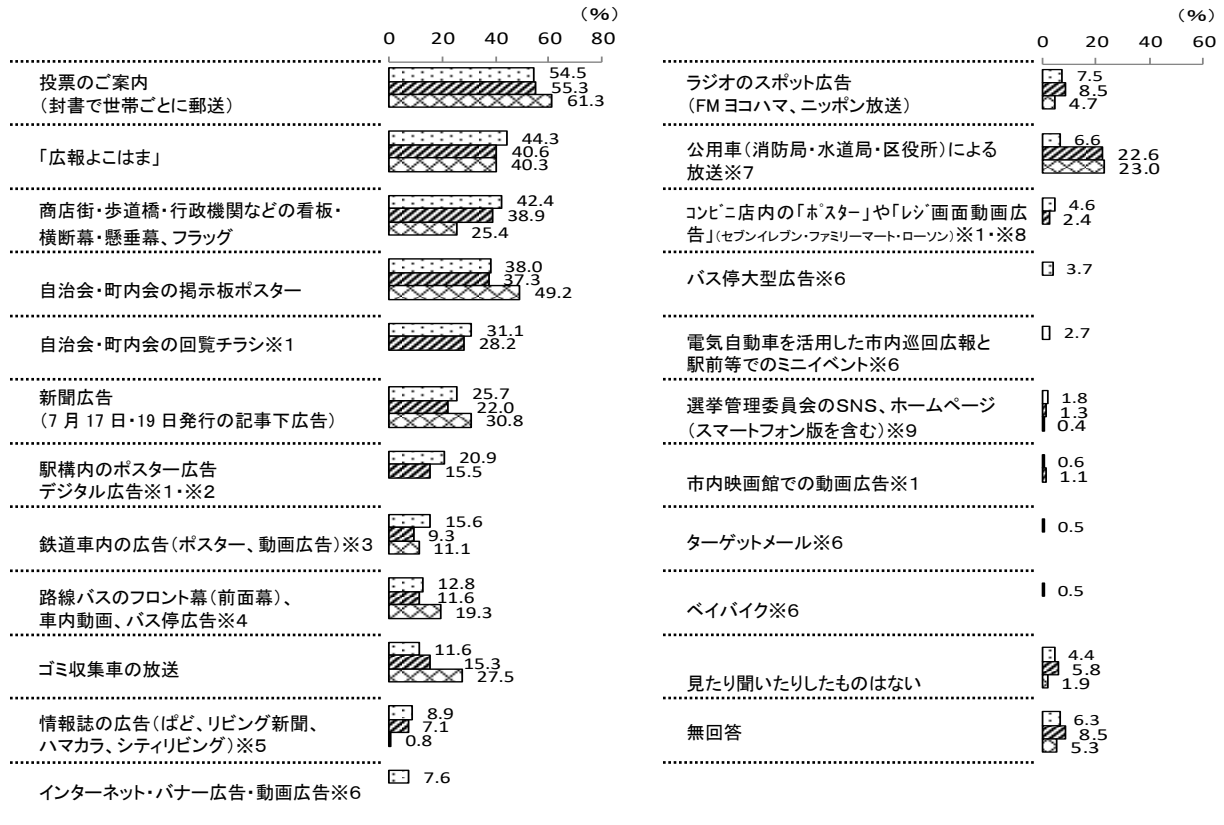 (%)
0 20 40 60 80
投票のご案内
(封書で世帯ごとに郵送)
54.5
55.3
61.3
「広報よこはま」
44.3
40.6
40.3
商店街・歩道橋・行政機関などの看板・
横断幕・懸垂幕、フラッグ
42.4
38.9
25.4
自治会・町内会の掲示板ポスター
38.0
37.3
49.2
自治会・町内会の回覧チラシ※1
31.1
28.2
新聞広告
(7月17日・19日発行の記事下広告)
25.7
22.0
30.8
駅構内のポスター広告
デジタル広告※1・※2
20.9
15.5
鉄道車内の広告(ポスター、動画広告)※3
15.6
9.3
11.1
路線バスのフロント幕(前面幕)、
車内動画、バス停広告※4
12.8
11.6
19.3
ゴミ収集車の放送
11.6
15.3
27.5
情報誌の広告(ぱど、リビング新聞、
ハマカラ、シティリビング)※5
8.9
7.1
0.8
インターネット・バナー広告・動画広告※6
7.6
(%)
0 20 40 60
ラジオのスポット広告
(FMヨコハマ、ニッポン放送)
7.5
8.5
4.7
公用車(消防局・水道局・区役所)による
放送※7
6.6
22.6
23.0
コンビニ店内の「ポスター」や「レジ画面動画広
告」(セブンイレブン・ファミリーマート・ローソン)※1・※8
4.6
2.4
バス停大型広告※6
3.7
電気自動車を活用した市内巡回広報と
駅前等でのミニイベント※6
2.7
選挙管理委員会のSNS、ホームページ
(スマートフォン版を含む)※9
1.8
1.3
0.4
市内映画館での動画広告※1
0.6
1.1
ターゲットメール※6
0.5
ベイバイク※6
0.5
見たり聞いたりしたものはない
4.4
5.8
1.9
無回答
6.3
8.5
5.3